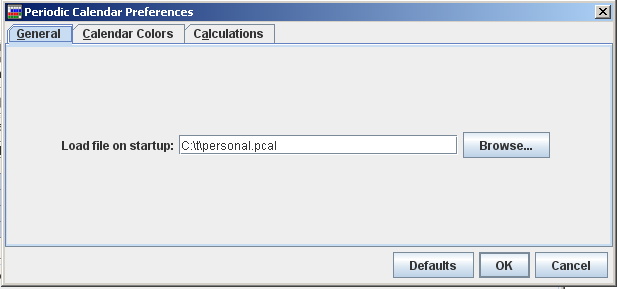 Periodic Calendar Preferences
General Calendar Colors Calculations
Load file on startup: C:\t\personal.pcal Browse...
Defaults OK Cancel